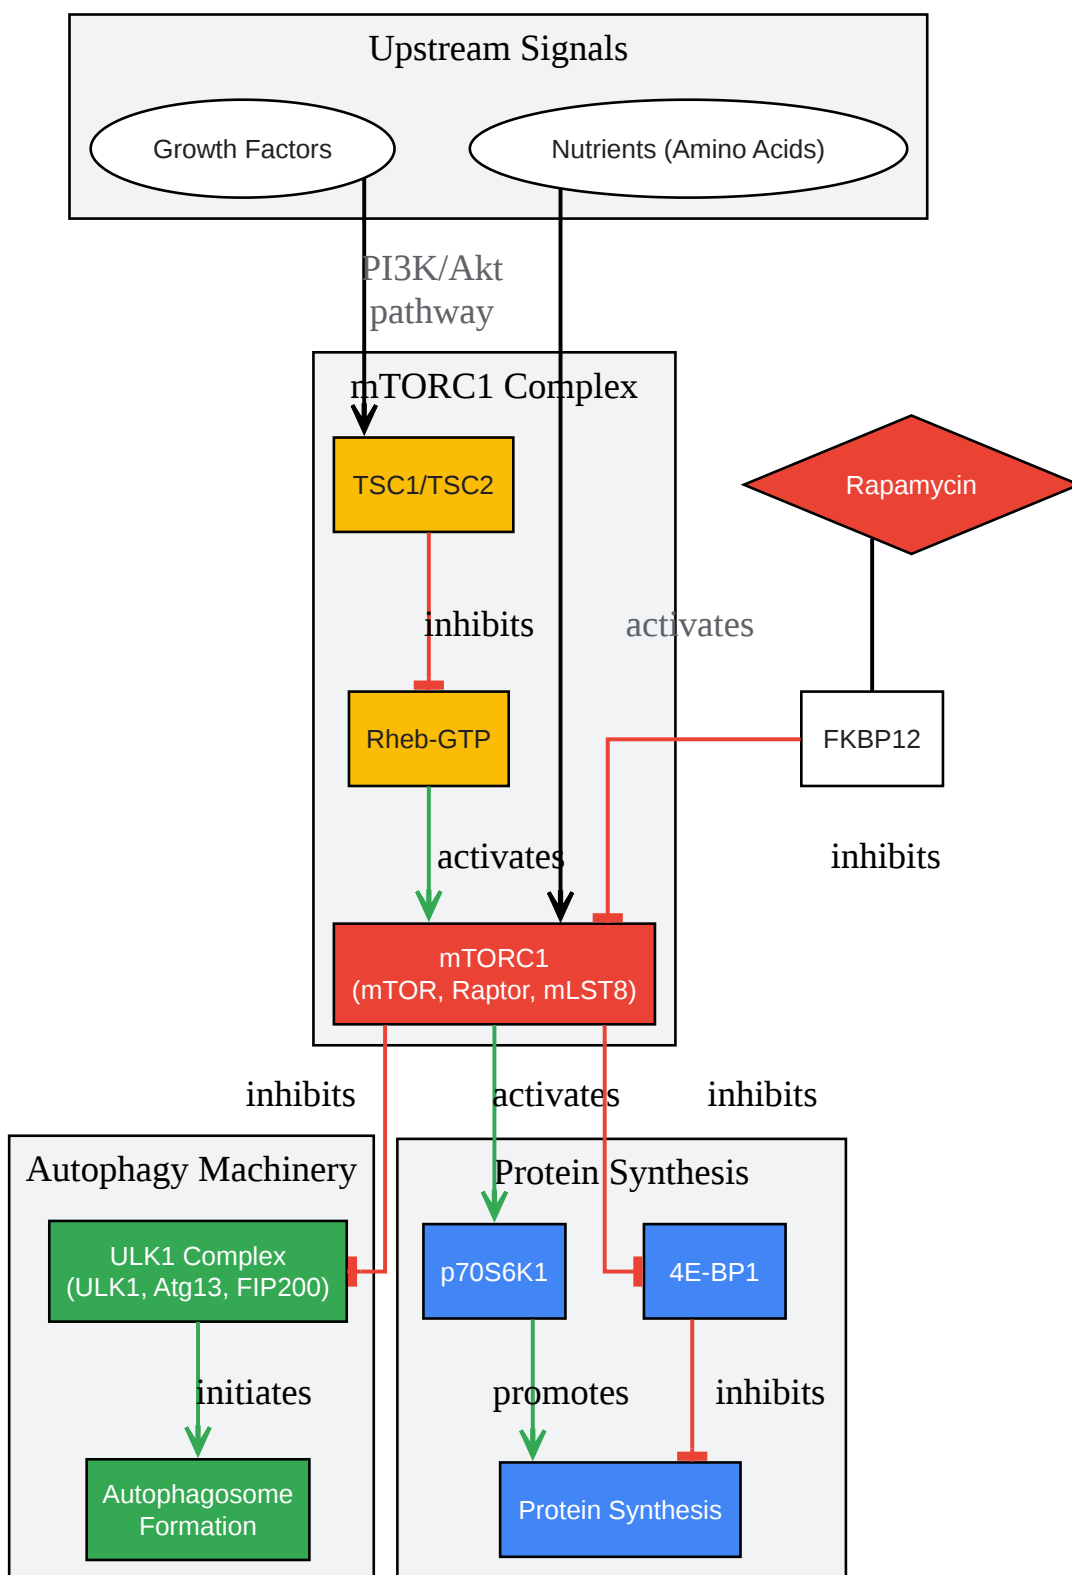 Upstream Signals
Growth Factors
Nutrients (Amino Acids)
PI3K/Akt
pathway
mTORC1 Complex
TSC1/TSC2
Rapamycin
inhibits
activates
Rheb-GTP
FKBP12
activates
inhibits
mTORC1
(mTOR, Raptor, mLST8)
inhibits
activates
inhibits
Autophagy Machinery
Protein Synthesis
ULK1 Complex
(ULK1, Atg13, FIP200)
p70S6K1
4E-BP1
initiates
promotes
inhibits
Autophagosome
Formation
Protein Synthesis